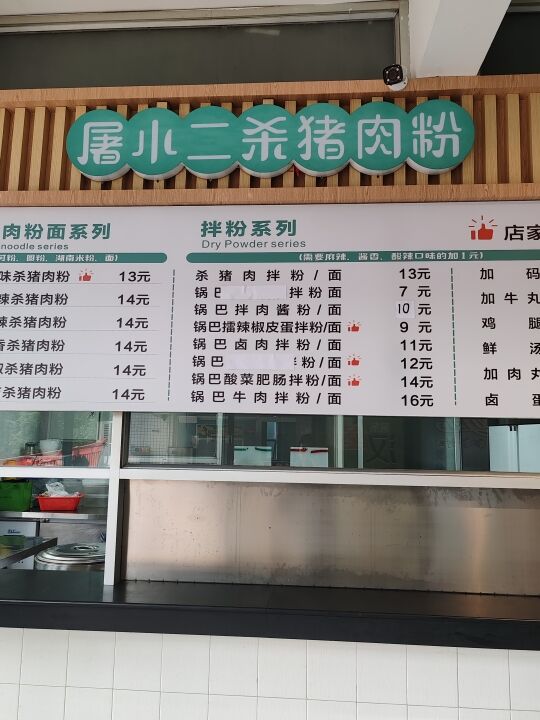 屠小二杀猪肉粉
肉粉面系列
noodle series
河粉、圆粉、湖南米粉、面)
味杀猪肉粉 13元
辣杀猪肉粉 14元
辣杀猪肉粉 14元
香杀猪肉粉 14元
杀猪肉粉 14元
杀猪肉粉 14元
拌粉系列
Dry Powder series
(需要麻辣、酱香、酸辣口味的加1元)
杀猪肉拌粉/面 13元
锅巴 拌粉/面 7元
锅巴拌肉酱粉/面 10元
锅巴擂辣椒皮蛋拌粉/面 9元
锅巴卤肉拌粉/面 11元
锅巴 粉/面 12元
锅巴酸菜肥肠拌粉/面 14元
锅巴牛肉拌粉/面 16元
店家
加码
加牛丸
鸡腿
鲜汤
加肉丸
卤蛋